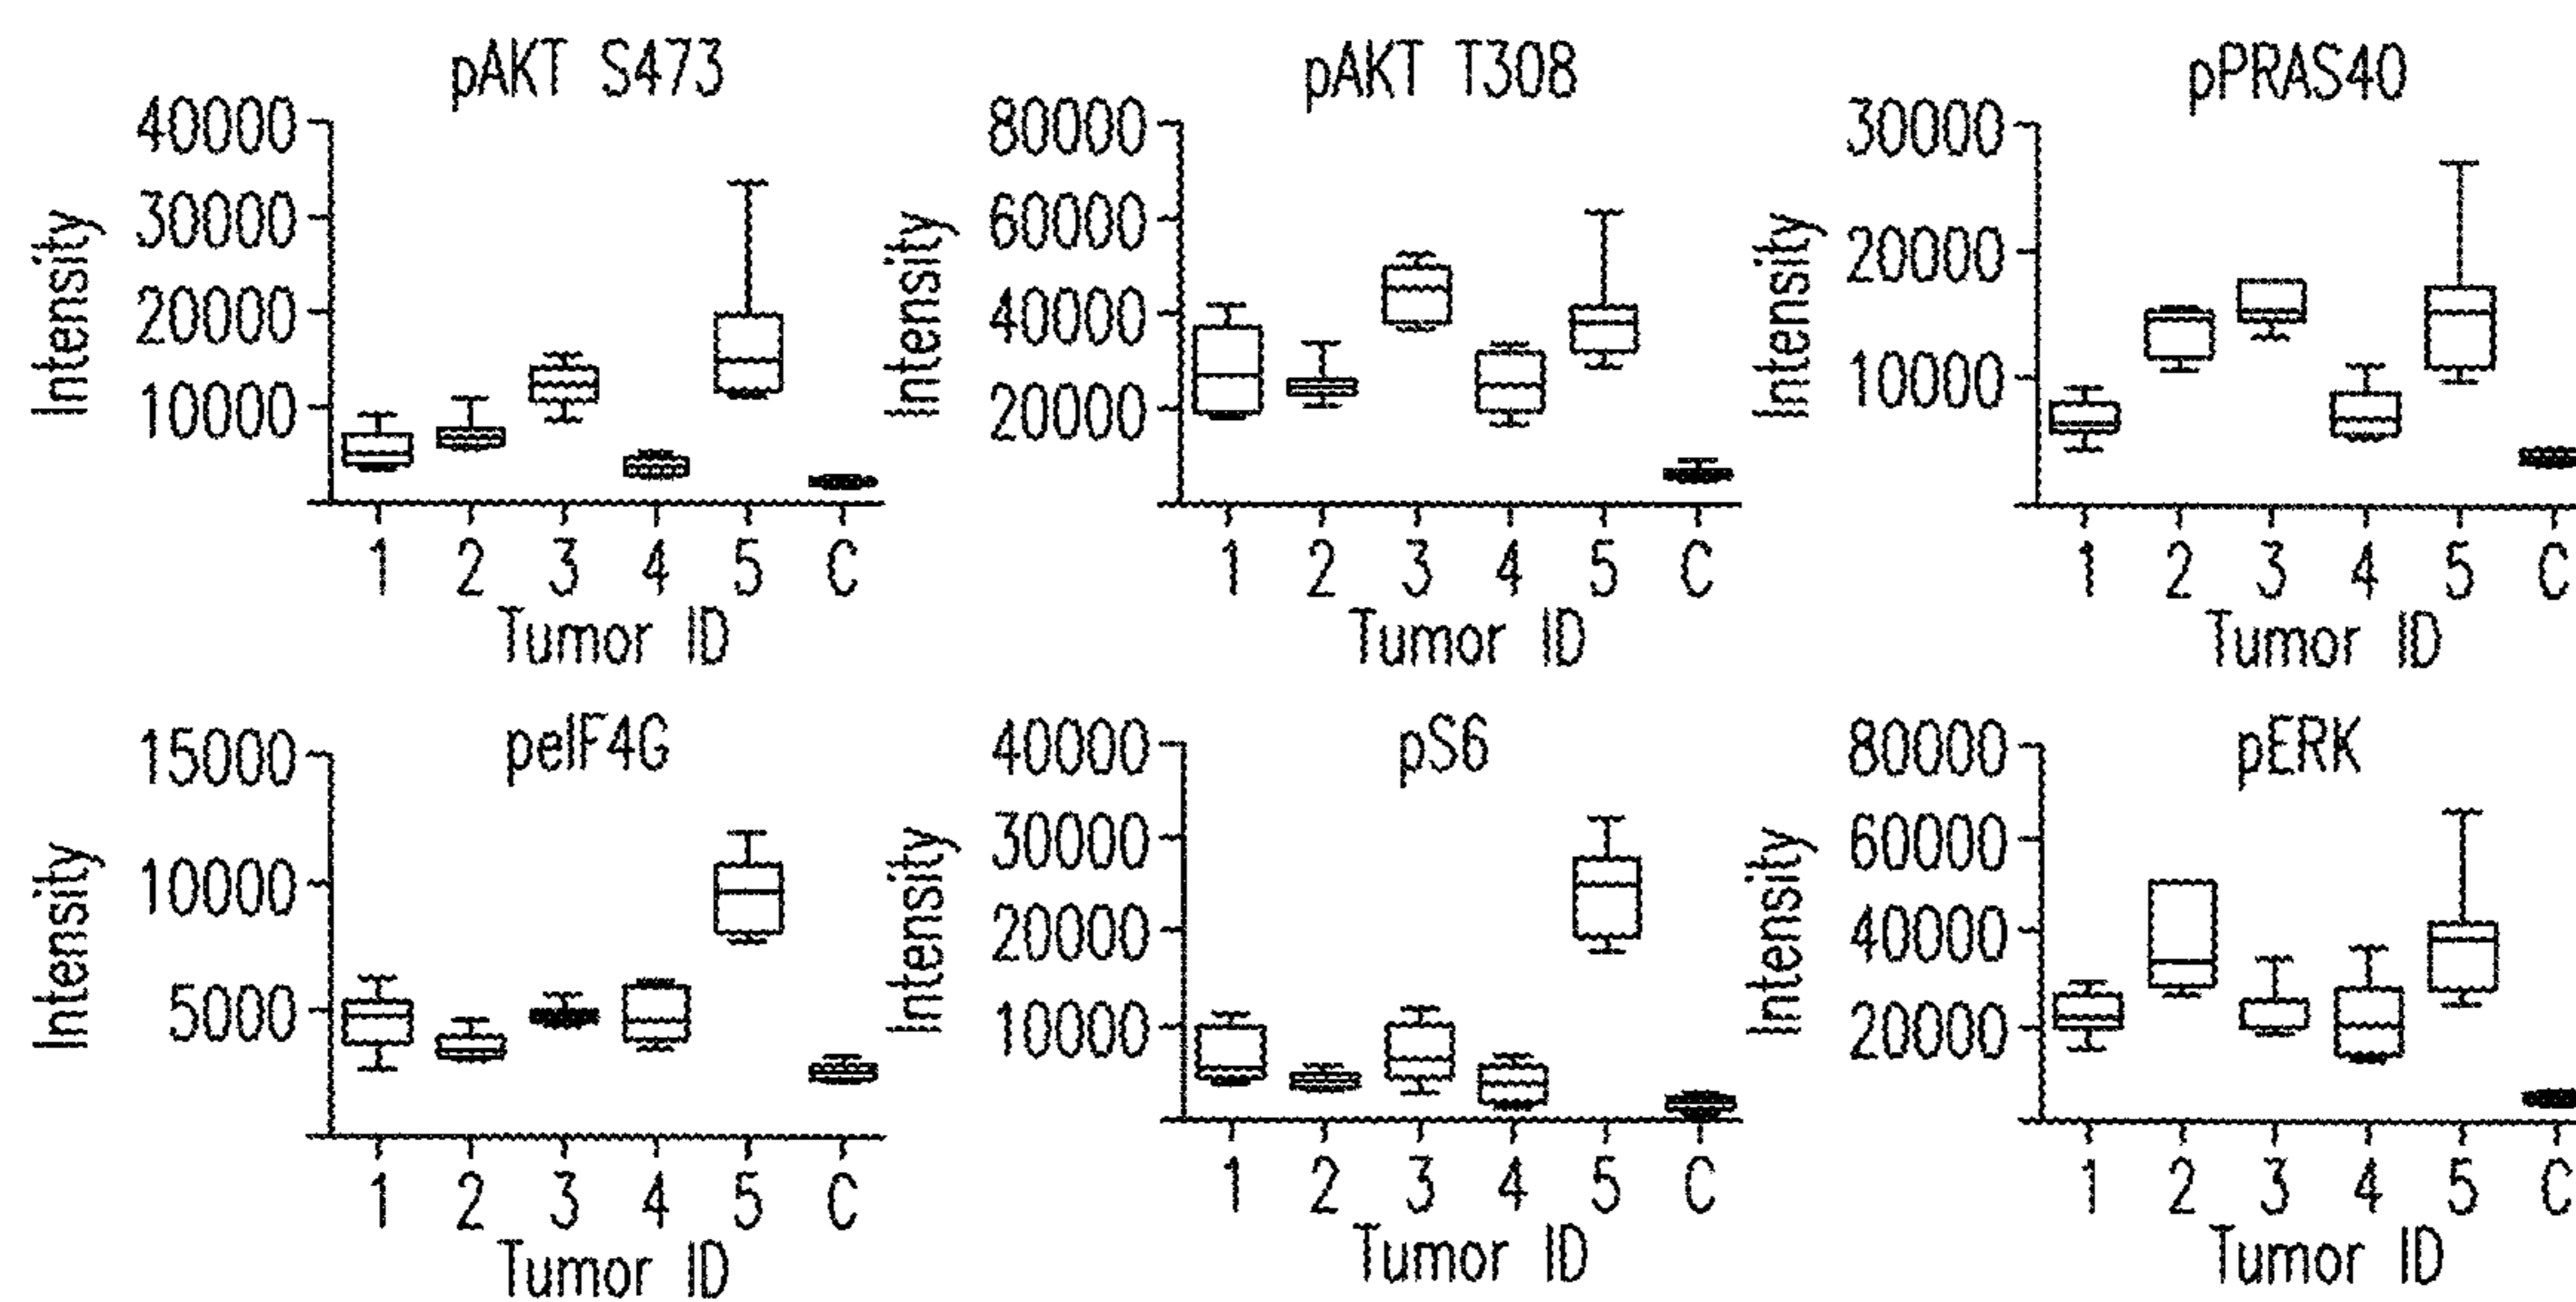 pAKT S473
40000
30000
20000
10000
Intensity
1 2 3 4 5 C
Tumor ID
pAKT T308
80000
60000
40000
20000
Intensity
1 2 3 4 5 C
Tumor ID
pPRAS40
30000
20000
10000
Intensity
1 2 3 4 5 C
Tumor ID
peIF4G
15000
10000
5000
Intensity
1 2 3 4 5 C
Tumor ID
pS6
40000
30000
20000
10000
Intensity
1 2 3 4 5 C
Tumor ID
pERK
80000
60000
40000
20000
Intensity
1 2 3 4 5 C
Tumor ID